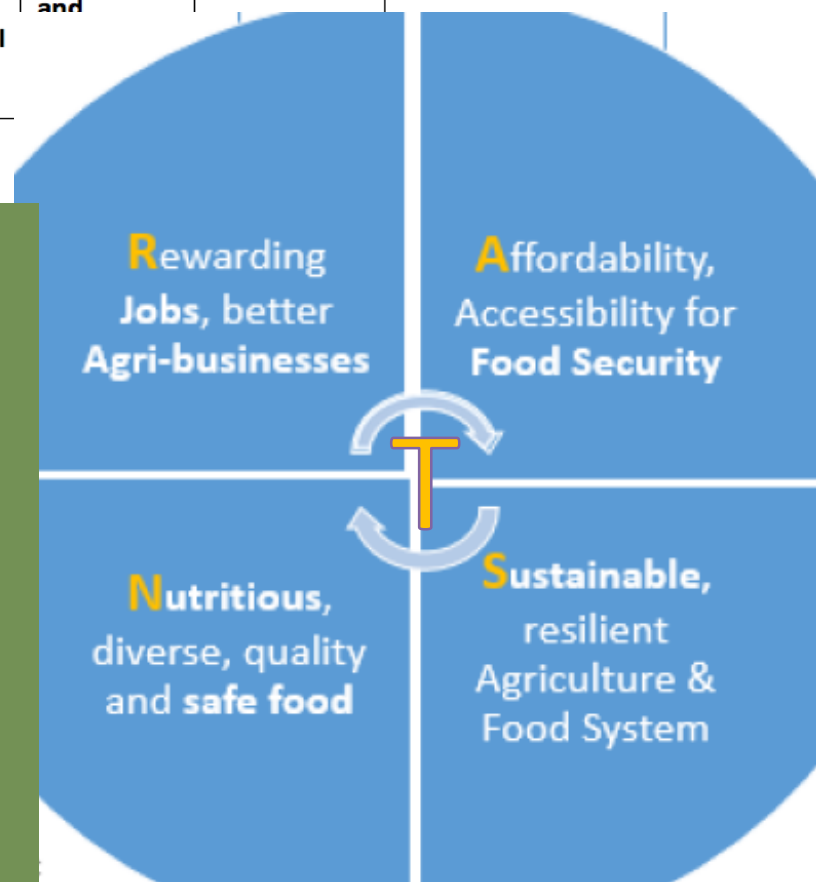 and
l
Rewarding
Jobs, better
Agri-businesses
Affordability,
Accessibility for
Food Security
T
Nutritious,
diverse, quality
and safe food
Sustainable,
resilient
Agriculture &
Food System